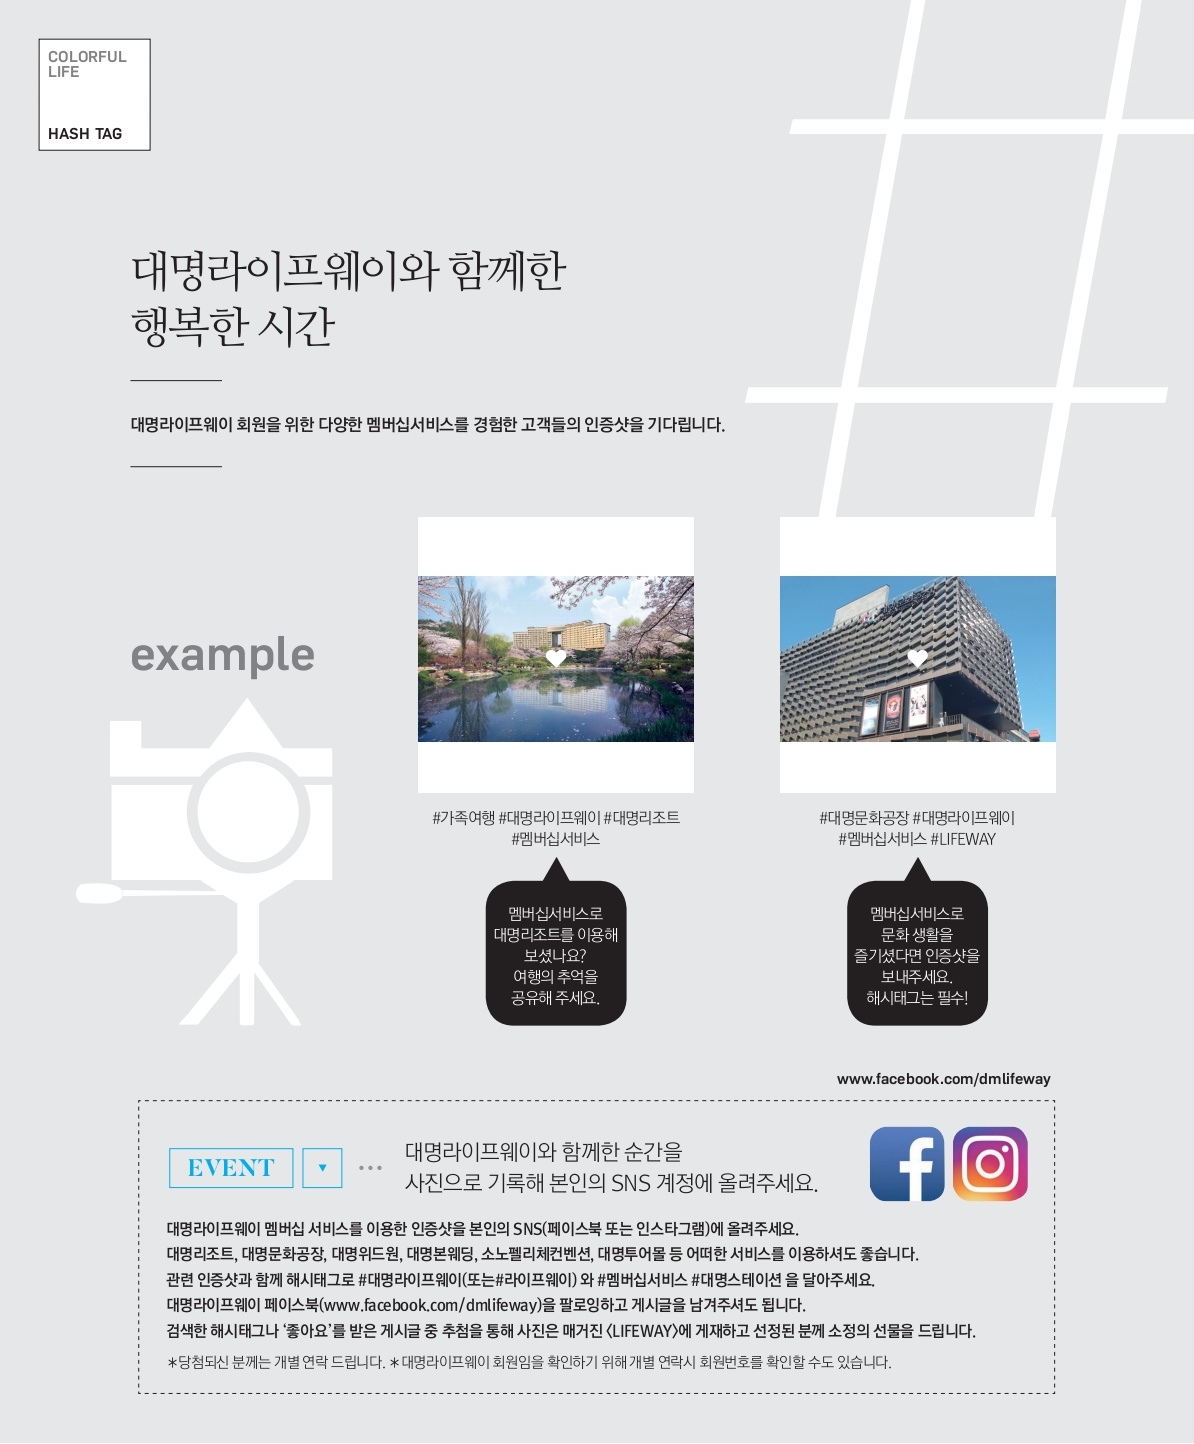 COLORFUL
LIFE
HASH TAG
대명라이프웨이와 함께한
행복한 시간
대명라이프웨이 회원을 위한 다양한 멤버십서비스를 경험한 고객들의 인증샷을 기다립니다.
example
#가족여행 #대명라이프웨이 #대명리조트
#멤버십서비스
멤버십서비스로
대명리조트를 이용해
보셨나요?
여행의 추억을
공유해 주세요.
#대명문화공장 #대명라이프웨이
#멤버십서비스 #LIFEWAY
멤버십서비스로
문화 생활을
즐기셨다면 인증샷을
보내주세요.
해시태그는 필수!
www.facebook.com/dmlifeway
EVENT ▼ •••
대명라이프웨이와 함께한 순간을
사진으로 기록해 본인의 SNS 계정에 올려주세요.
대명라이프웨이 멤버십 서비스를 이용한 인증샷을 본인의 SNS(페이스북 또는 인스타그램)에 올려주세요.
대명리조트, 대명문화공장, 대명위드원, 대명본웨딩, 소노펠리체컨벤션, 대명투어몰 등 어떠한 서비스를 이용하셔도 좋습니다.
관련 인증샷과 함께 해시태그로 #대명라이프웨이(또는#라이프웨이) 와 #멤버십서비스 #대명스테이션 을 달아주세요.
대명라이프웨이 페이스북(www.facebook.com/dmlifeway)을 팔로잉하고 게시글을 남겨주셔도 됩니다.
검색한 해시태그나 ‘좋아요’를 받은 게시글 중 추첨을 통해 사진은 매거진 〈LIFEWAY〉에 게재하고 선정된 분께 소정의 선물을 드립니다.
*당첨되신 분께는 개별 연락 드립니다. *대명라이프웨이 회원임을 확인하기 위해 개별 연락시 회원번호를 확인할 수도 있습니다.